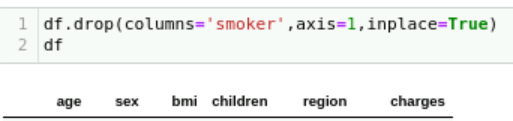 1 df.drop(columns='smoker',axis=1,inplace=True)
2 df
age sex bmi children region charges